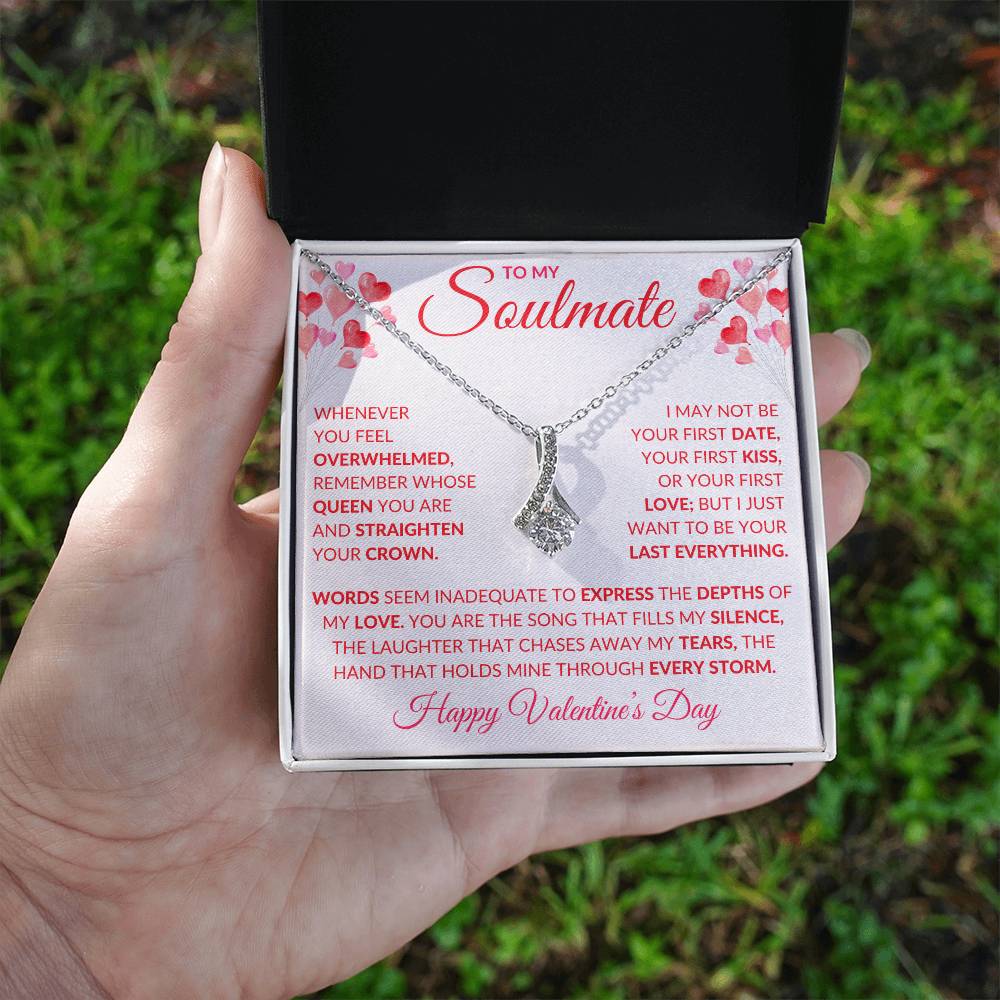 TO MY
Soulmate
WHENEVER
YOU FEEL
OVERWHELMED,
REMEMBER WHOSE
QUEEN YOU ARE
AND STRAIGHTEN
YOUR CROWN.
I MAY NOT BE
YOUR FIRST DATE,
YOUR FIRST KISS,
OR YOUR FIRST
LOVE; BUT I JUST
WANT TO BE YOUR
LAST EVERYTHING.
WORDS SEEM INADEQUATE TO EXPRESS THE DEPTHS OF
MY LOVE. YOU ARE THE SONG THAT FILLS MY SILENCE,
THE LAUGHTER THAT CHASES AWAY MY TEARS, THE
HAND THAT HOLDS MINE THROUGH EVERY STORM.
Happy Valentine's Day